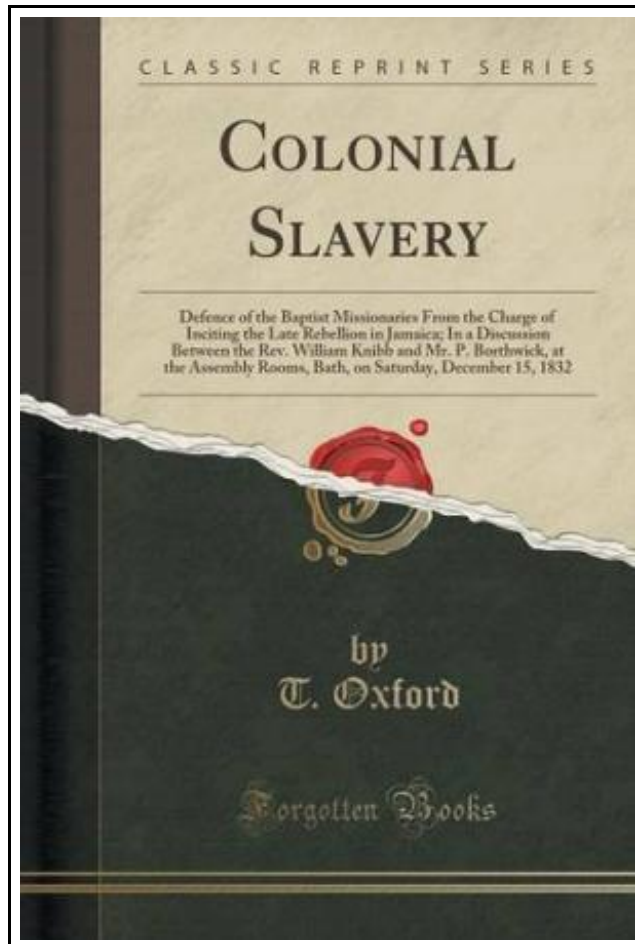 CLASSIC REPRINT SERIES
COLONIAL
SLAVERY
Defence of the Baptist Missionaries From the Charge of
Inciting the Late Rebellion in Jamaica; In a Discussion
Between the Rev. William Knibb and Mr. P. Borthwick, at
the Assembly Rooms, Bath, on Saturday, December 15, 1832
by
T. Oxford
Forgotten Books